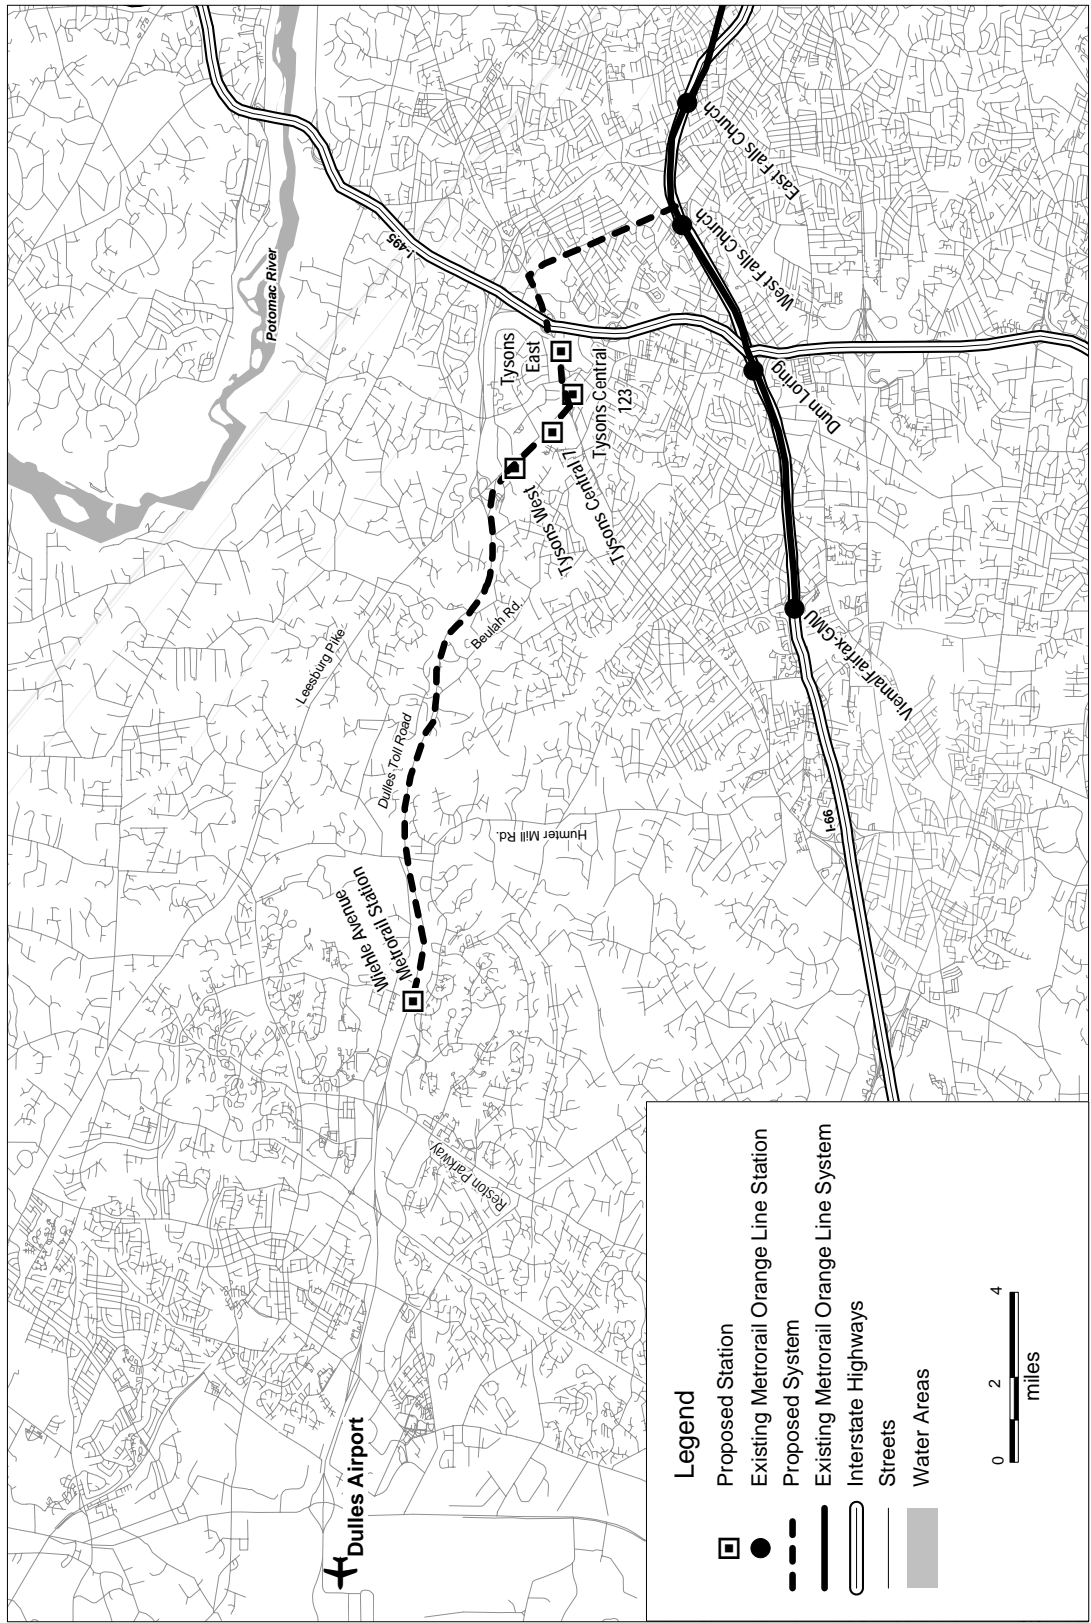 Potomac River
I-495
Leesburg Pike
Dulles Toll Road
Beulah Rd.
Humter Mill Rd.
Tysons
East
Tysons Central
123
Tysons Central 7
Tysons West
Wiehle Avenue
Metrorail Station
East Falls Church
West Falls Church
Dunn Loring
Vienna/Fairfax-GMU
I-66
Reston Parkway
Dulles Airport
Legend
Proposed Station
Existing Metrorail Orange Line Station
Proposed System
Existing Metrorail Orange Line System
Interstate Highways
Streets
Water Areas
0 2 4
miles